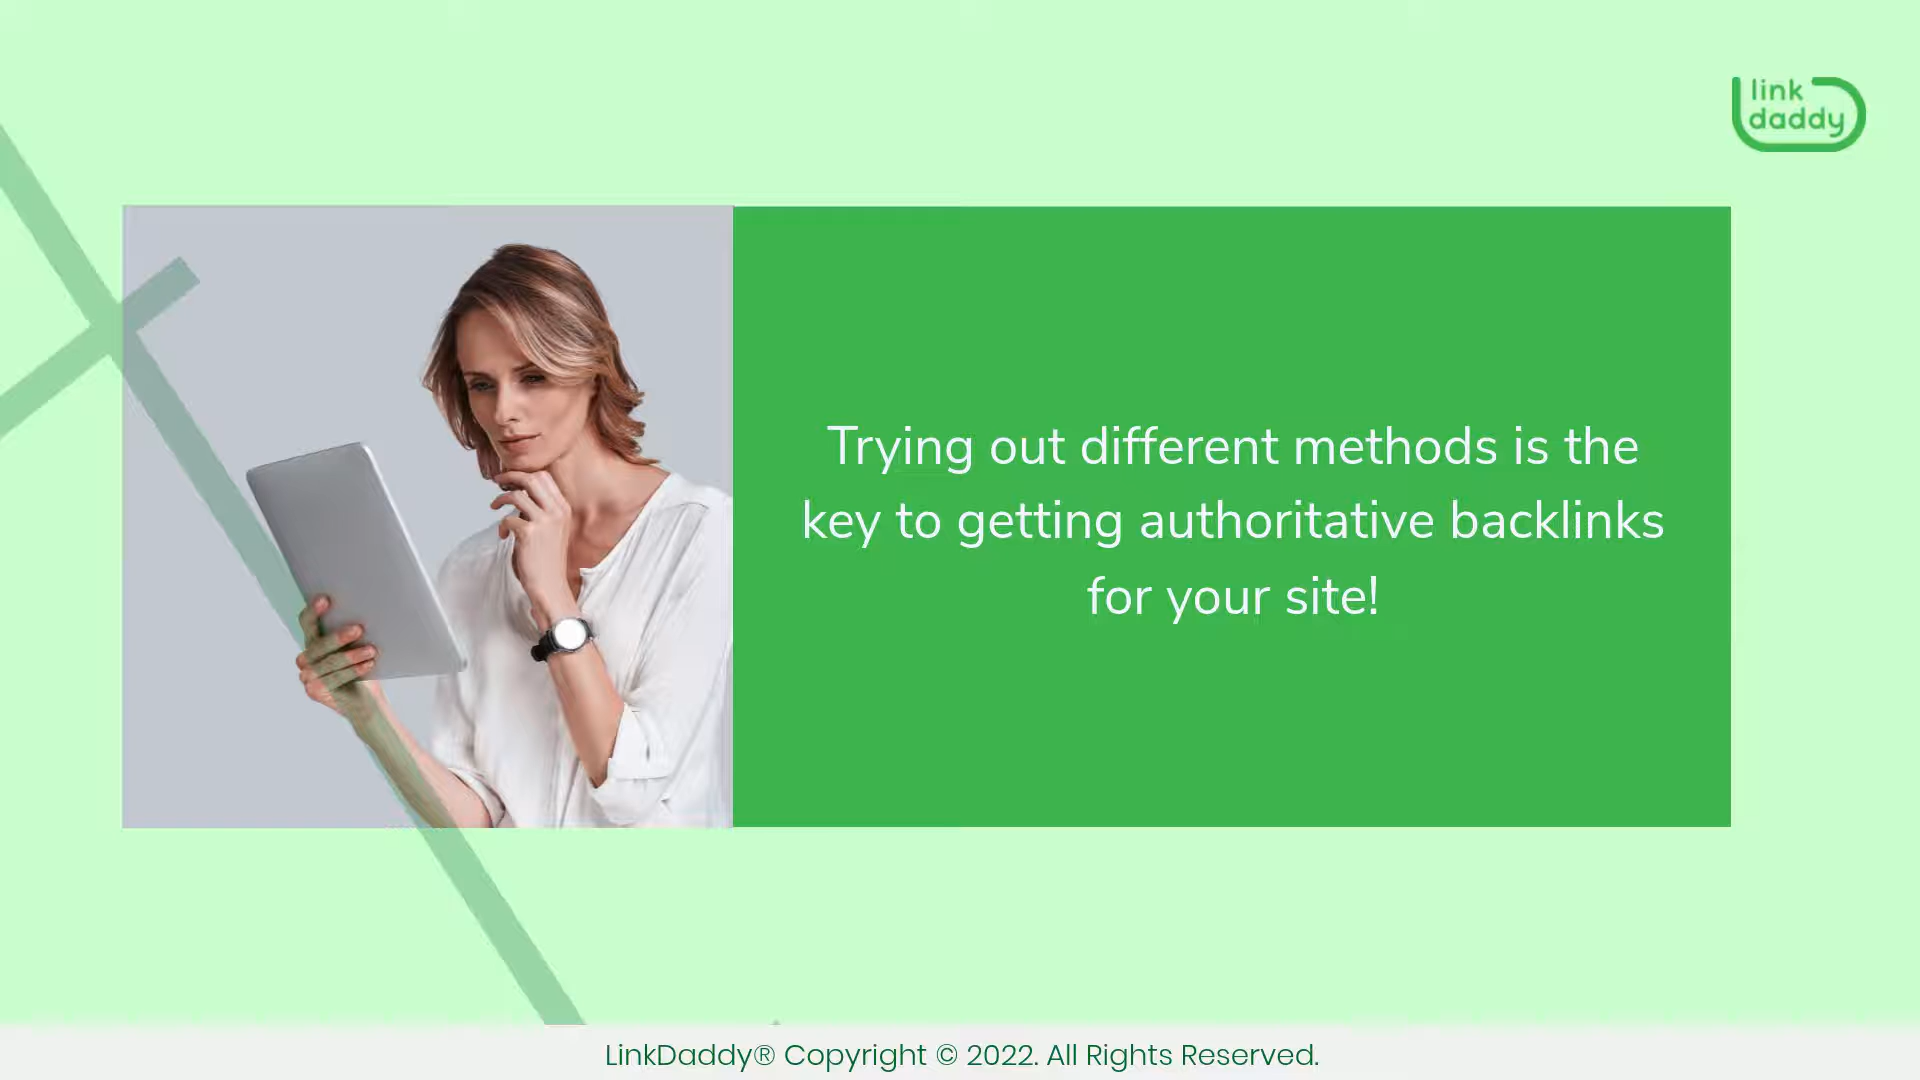 link
daddy
Trying out different methods is the
key to getting authoritative backlinks
for your site!
LinkDaddy® Copyright © 2022. All Rights Reserved.